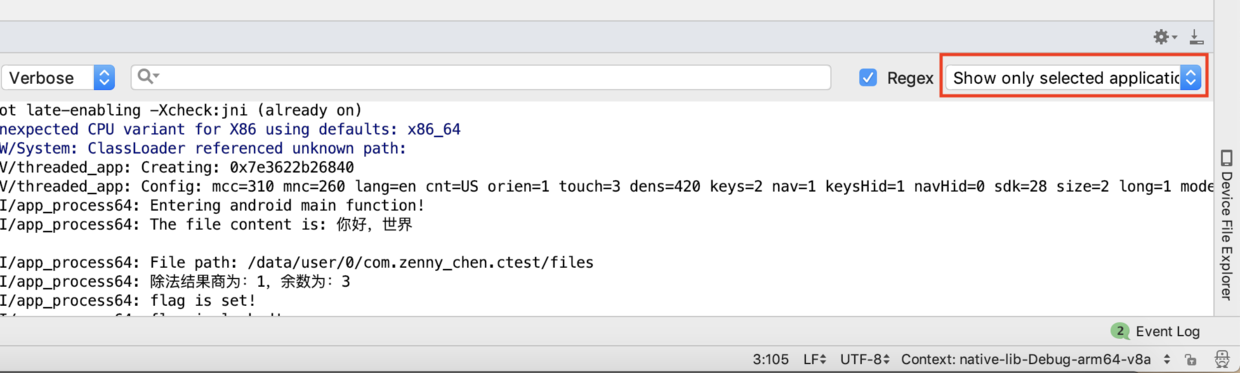 Verbose
Regex
Show only selected applicatic
ot late-enabling -Xcheck:jni (already on)
nexpected CPU variant for X86 using defaults: x86_64
W/System: ClassLoader referenced unknown path:
V/threaded_app: Creating: 0x7e3622b26840
V/threaded_app: Config: mcc=310 mnc=260 lang=en cnt=US orien=1 touch=3 dens=420 keys=2 nav=1 keysHid=1 navHid=0 sdk=28 size=2 long=1 mode
I/app_process64: Entering android main function!
I/app_process64: The file content is: 你好，世界
I/app_process64: File path: /data/user/0/com.zenny_chen.ctest/files
I/app_process64: 除法结果商为：1，余数为：3
I/app_process64: flag is set!
Device File Explorer
2 Event Log
3:105 LF UTF-8 Context: native-lib-Debug-arm64-v8a